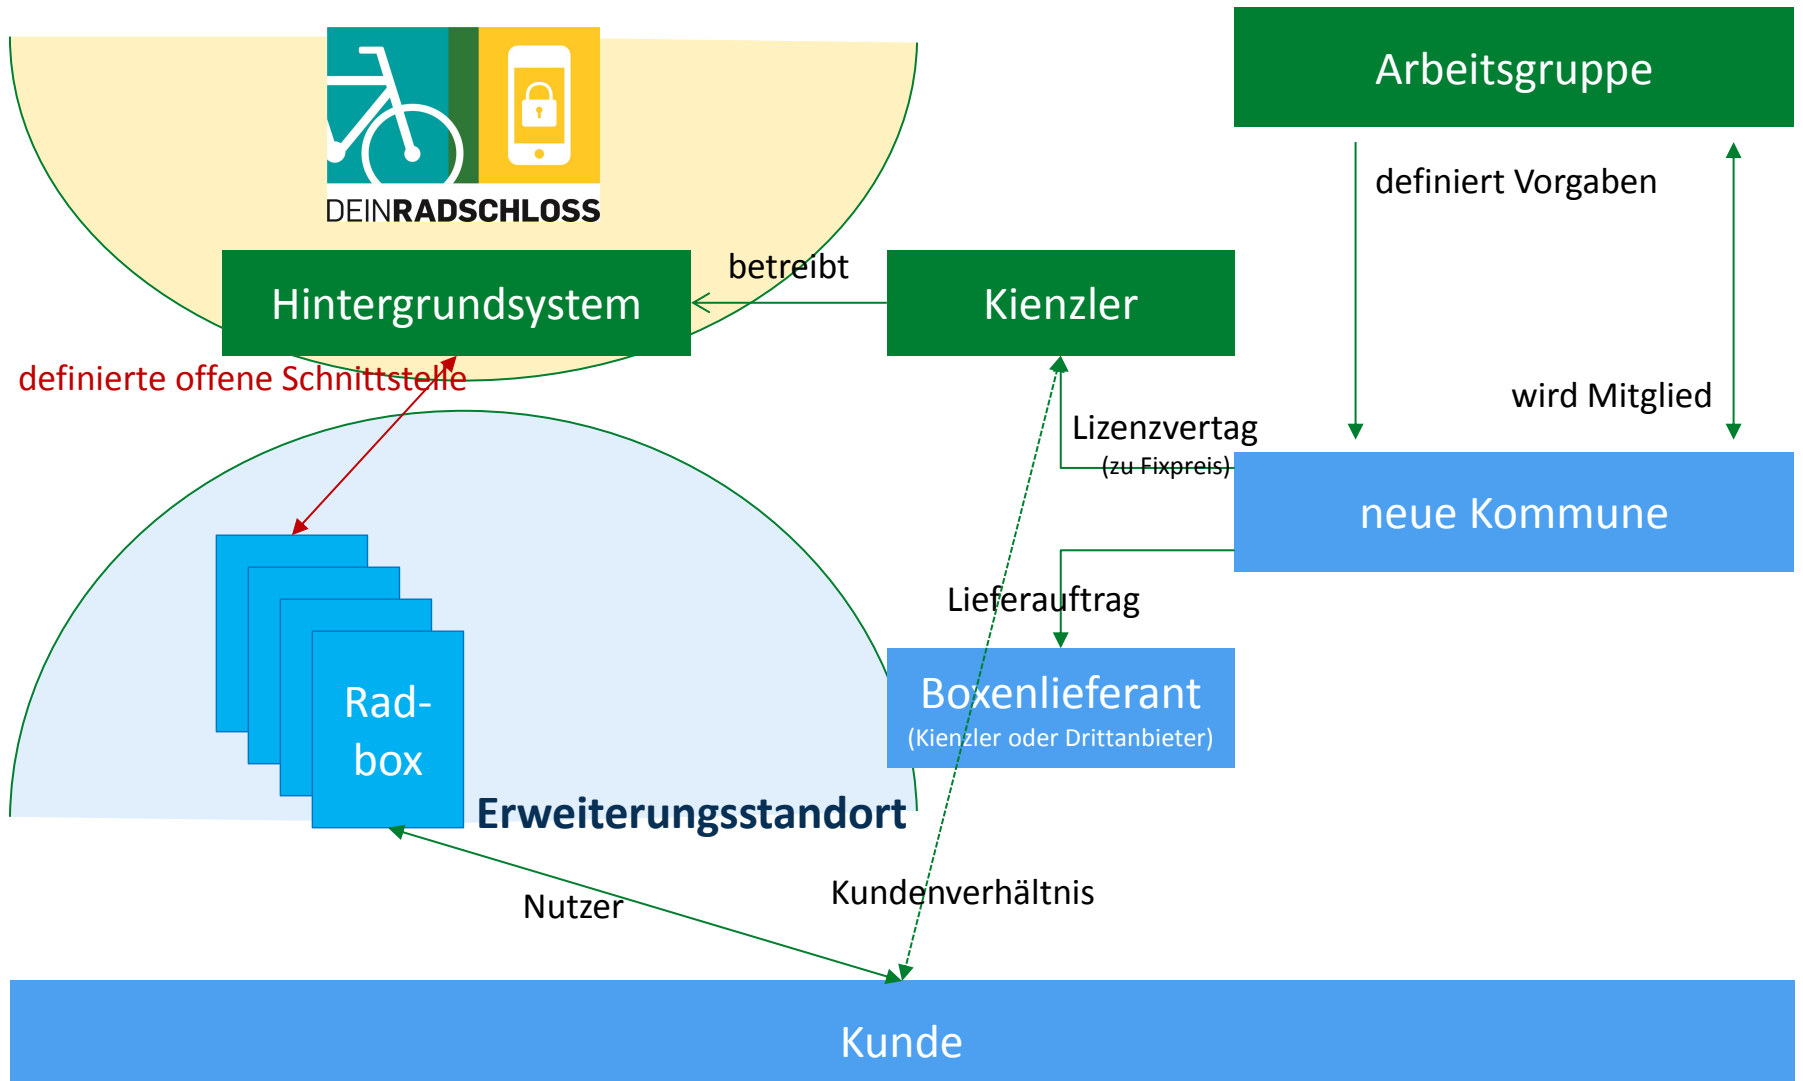 Arbeitsgruppe
DEINRADSCHLOSS
definiert Vorgaben
betreibt
Hintergrundsystem
Kienzler
definierte offene Schnittstelle
wird Mitglied
Lizenzvertag
(zu Fixpreis)
neue Kommune
Lieferauftrag
Boxenlieferant
(Kienzler oder Drittanbieter)
Rad-
box
Erweiterungsstandort
Nutzer
Kundenverhältnis
Kunde